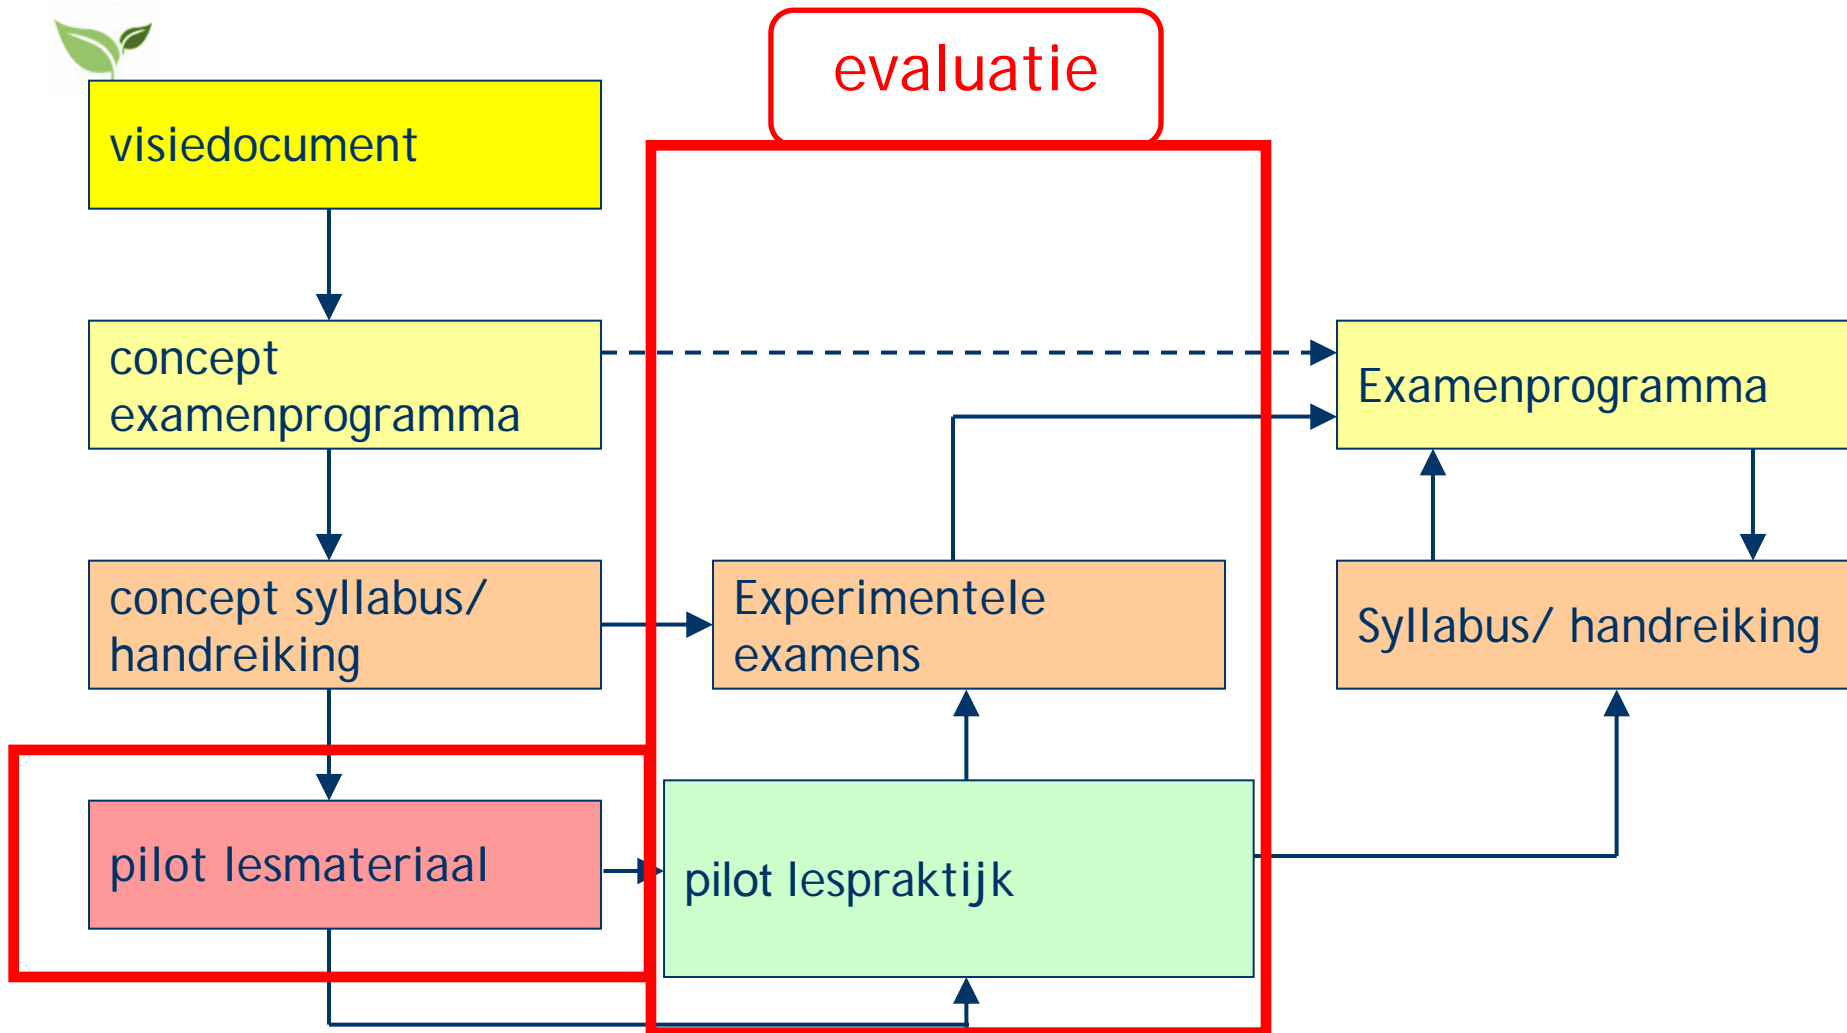 evaluatie
visiedocument
concept
examenprogramma
Examenprogramma
concept syllabus/
handreiking
Experimentele
examens
Syllabus/ handreiking
pilot lesmateriaal
pilot lespraktijk